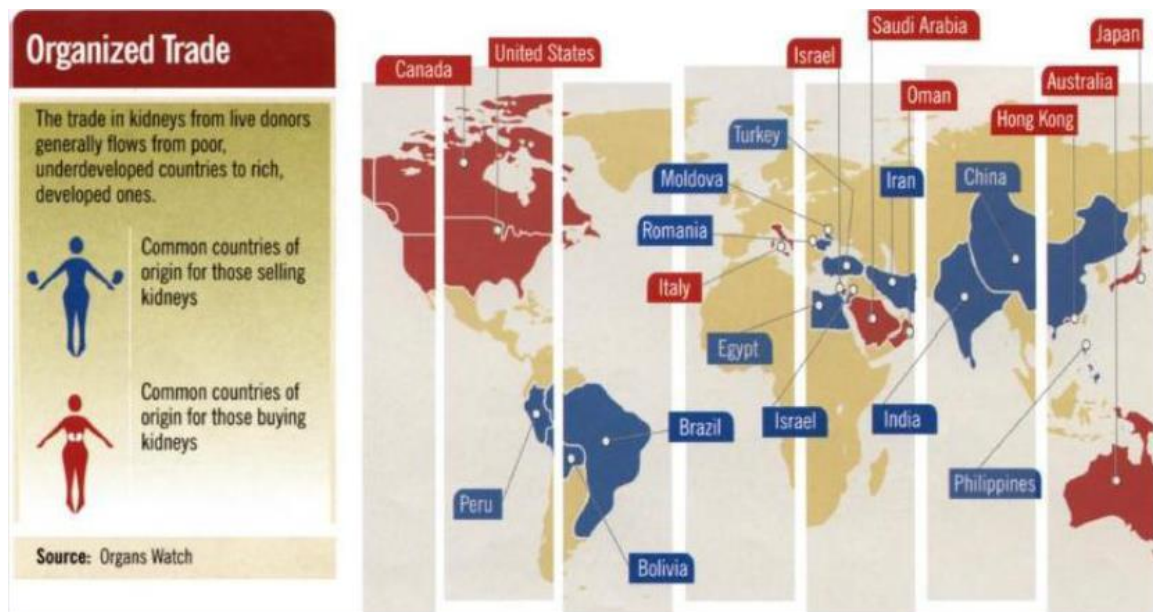 Organized Trade
The trade in kidneys from live donors
generally flows from poor,
underdeveloped countries to rich,
developed ones.
Common countries of
origin for those selling
kidneys
Common countries of
origin for those buying
kidneys
Source: Organs Watch
Canada
United States
Israel
Saudi Arabia
Japan
Australia
Oman
Hong Kong
Turkey
Moldova
Iran
China
Romania
Italy
Egypt
Israel
India
Brazil
Peru
Philippines
Bolivia